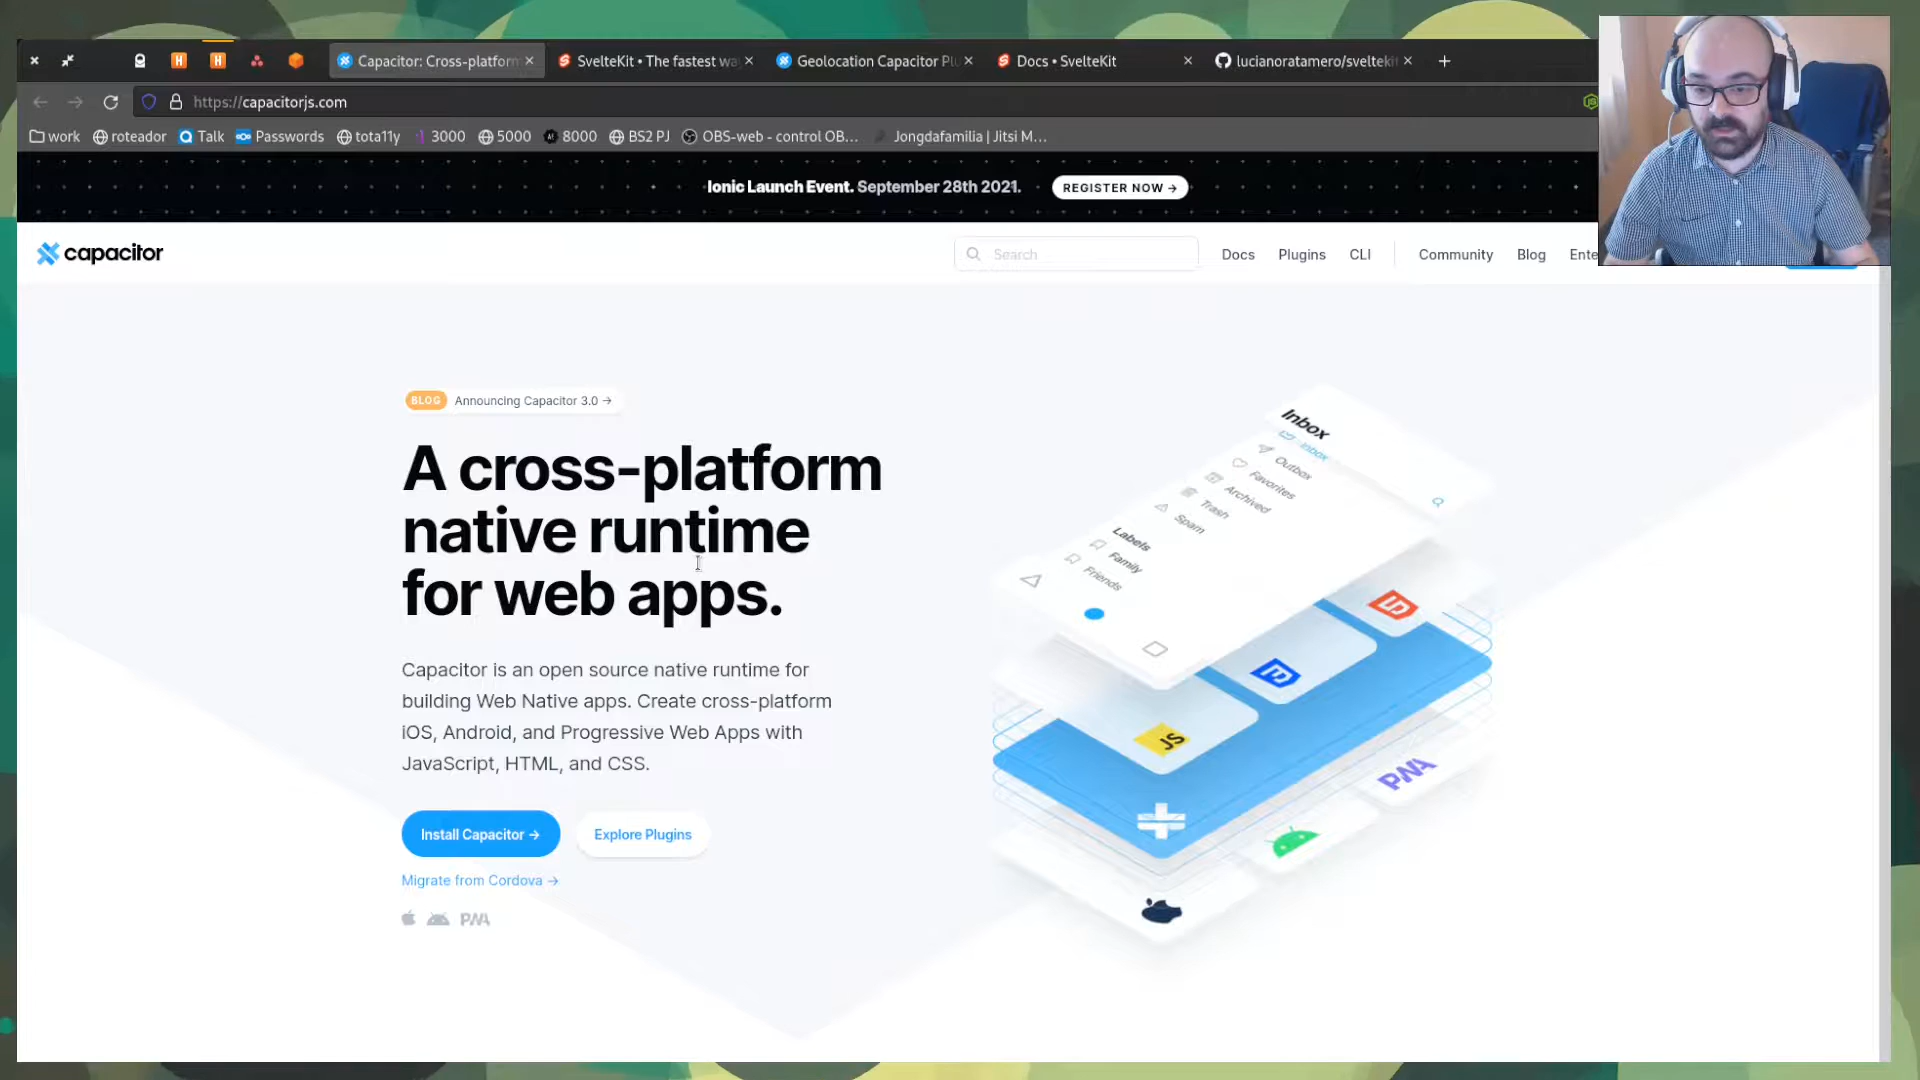 Capacitor: Cross-platform
SvelteKit • The fastest wa
Geolocation Capacitor Pl
Docs • SvelteKit
lucianoratamero/sveltekit
https://capacitorjs.com
work
roteador
Talk
Passwords
tota11y
3000
5000
8000
BS2 PJ
OBS-web - control OB…
Jongdafamilia | Jitsi M…
Ionic Launch Event. September 28th 2021.
REGISTER NOW →
capacitor
Search
Docs
Plugins
CLI
Community
Blog
Ente
BLOG
Announcing Capacitor 3.0 →
A cross-platform
native runtime
for web apps.
Capacitor is an open source native runtime for
building Web Native apps. Create cross-platform
iOS, Android, and Progressive Web Apps with
JavaScript, HTML, and CSS.
Install Capacitor →
Explore Plugins
Migrate from Cordova →
PWA
Inbox
Inbox
Outbox
Favorites
Archived
Trash
Spam
Labels
Family
Friends
JS
PWA